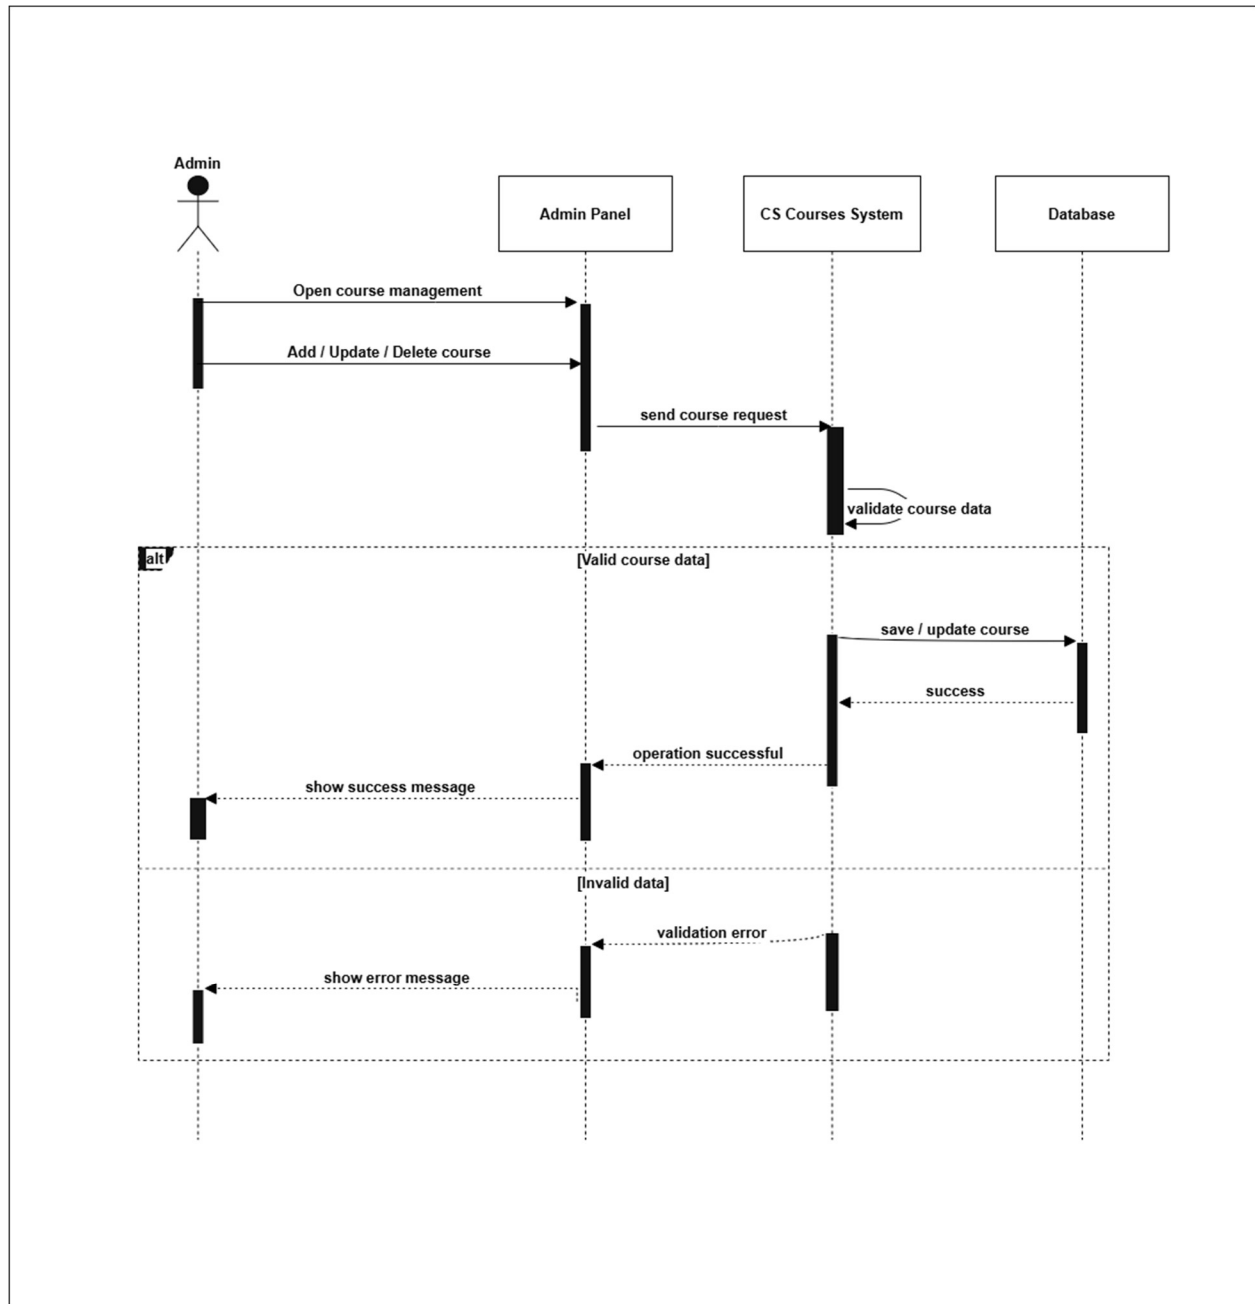 Admin
Admin Panel
CS Courses System
Database
Open course management
Add / Update / Delete course
send course request
validate course data
alt
[Valid course data]
save / update course
success
operation successful
show success message
[Invalid data]
validation error
show error message